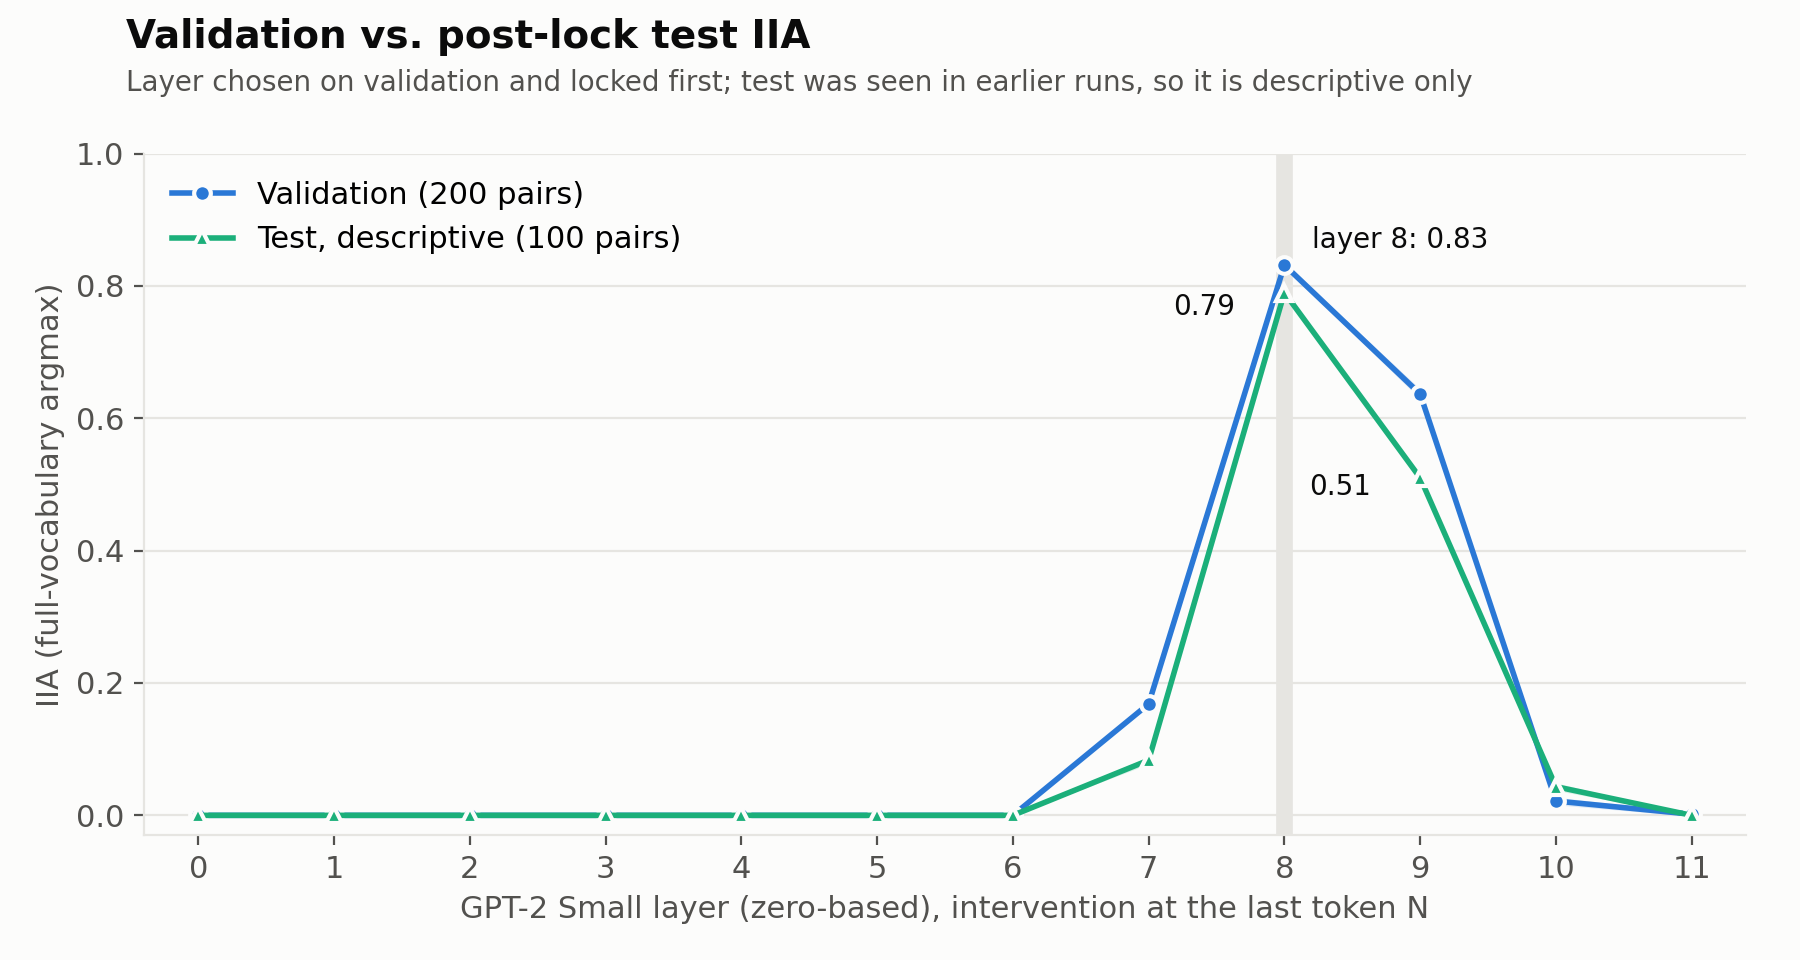 Validation vs. post-lock test IIA
Layer chosen on validation and locked first; test was seen in earlier runs, so it is descriptive only
1.0
0.8
0.6
0.4
0.2
0.0
IIA (full-vocabulary argmax)
Validation (200 pairs)
Test, descriptive (100 pairs)
layer 8: 0.83
0.79
0.51
0 1 2 3 4 5 6 7 8 9 10 11
GPT-2 Small layer (zero-based), intervention at the last token N